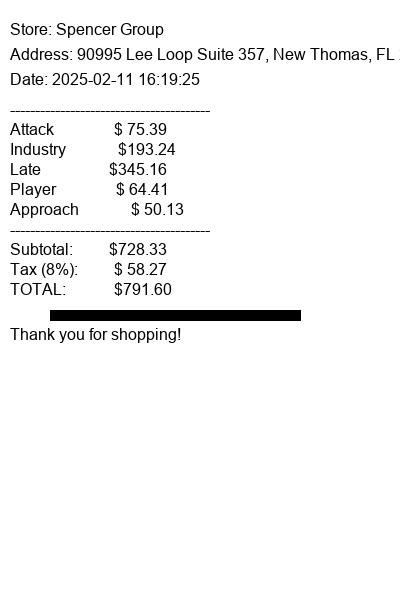 Store: Spencer Group
Address: 90995 Lee Loop Suite 357, New Thomas, FL
Date: 2025-02-11 16:19:25
----------------------------------------
Attack $ 75.39
Industry $193.24
Late $345.16
Player $ 64.41
Approach $ 50.13
----------------------------------------
Subtotal: $728.33
Tax (8%): $ 58.27
TOTAL: $791.60
Thank you for shopping!